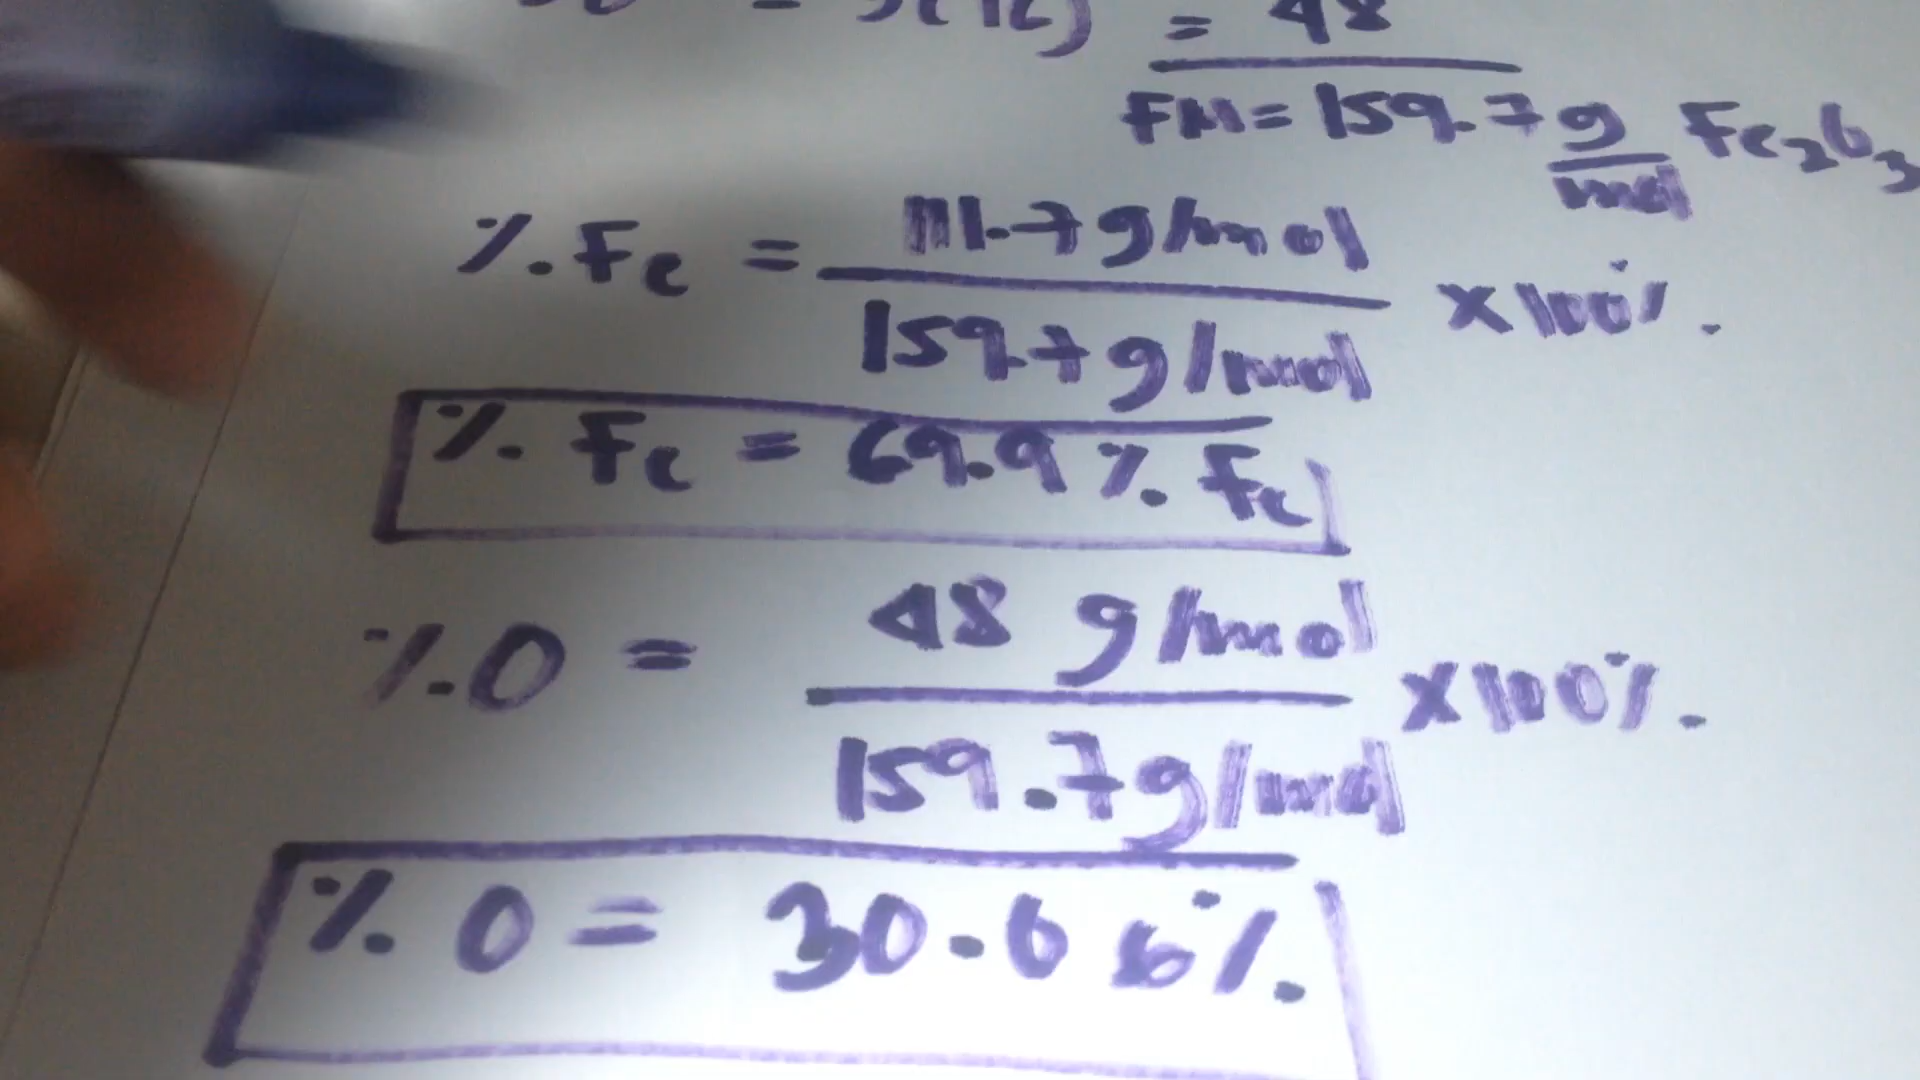 = 48
FM = 159.7 g/mol Fe2O3
%. Fe = 111.7 g/mol / 159.7 g/mol x 100%.
%. Fe = 69.9 %. Fe
%. O = 48 g/mol / 159.7 g/mol x 100%.
%. O = 30.06%.